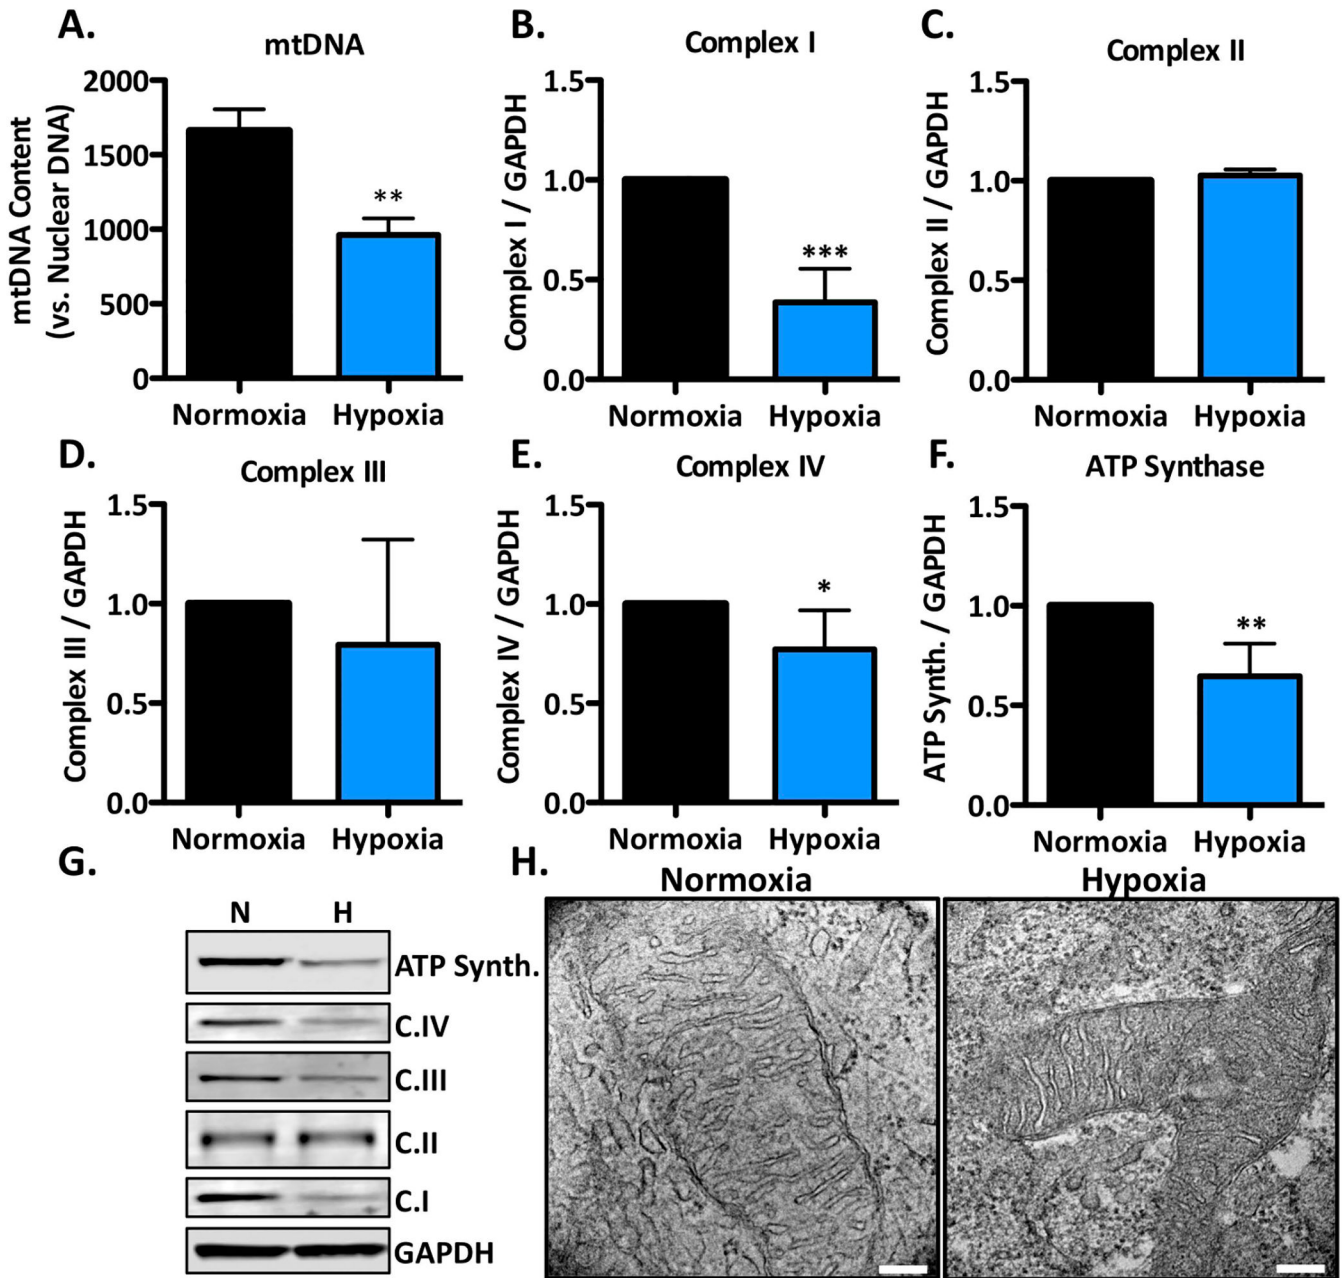 A.
mtDNA
mtDNA Content
(vs. Nuclear DNA)
2000
1500
1000
500
0
**
Normoxia
Hypoxia
B.
Complex I
Complex I / GAPDH
1.5
1.0
0.5
0.0
***
Normoxia
Hypoxia
C.
Complex II
Complex II / GAPDH
1.5
1.0
0.5
0.0
Normoxia
Hypoxia
D.
Complex III
Complex III / GAPDH
1.5
1.0
0.5
0.0
Normoxia
Hypoxia
E.
Complex IV
Complex IV / GAPDH
1.5
1.0
0.5
0.0
*
Normoxia
Hypoxia
F.
ATP Synthase
ATP Synth. / GAPDH
1.5
1.0
0.5
0.0
**
Normoxia
Hypoxia
G.
N H
ATP Synth.
C.IV
C.III
C.II
C.I
GAPDH
H.
Normoxia
Hypoxia